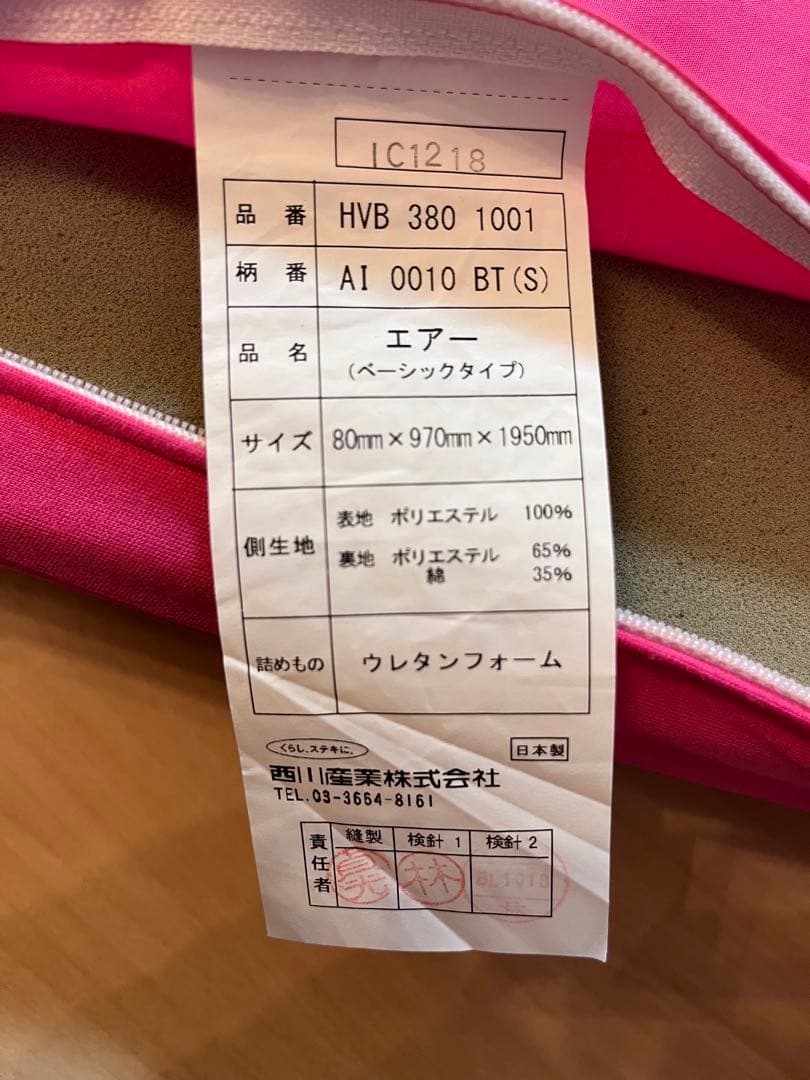 IC1218
品番 HVB 380 1001
柄番 AI 0010 BT(S)
品名 エアー
(ベーシックタイプ)
サイズ 80mm×970mm×1950mm
側生地 表地 ポリエステル 100%
裏地 ポリエステル 65%
綿 35%
詰めもの ウレタンフォーム
くらし、ステキに。
日本製
西川産業株式会社
TEL.03-3664-8161
責任者 縫製 検針1 検針2
林